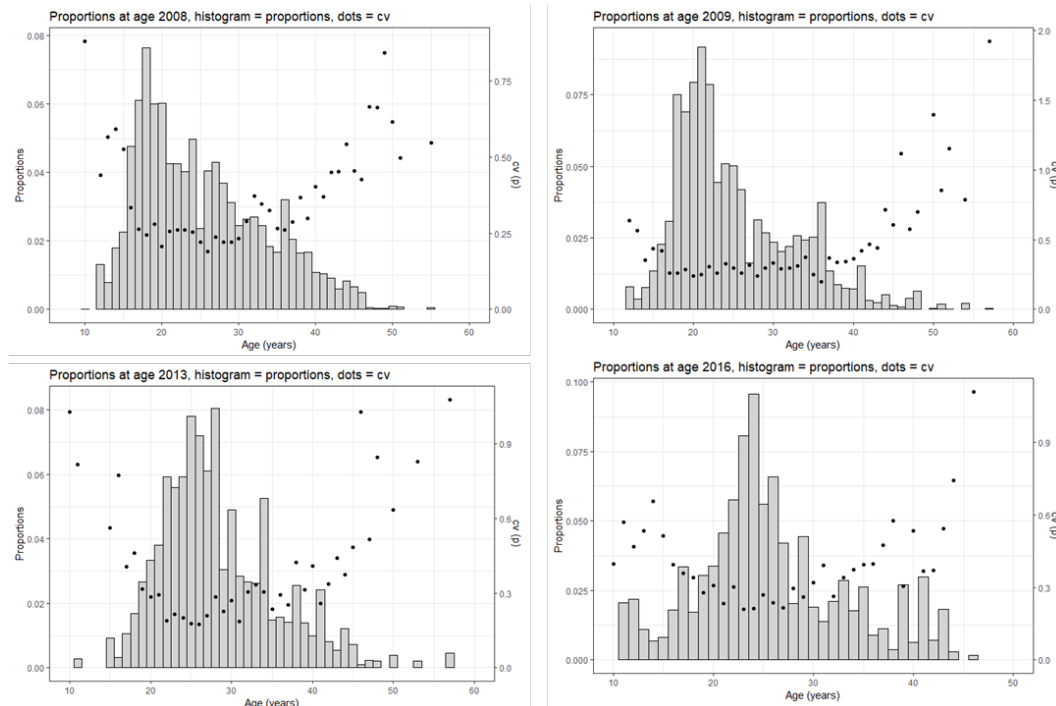 Proportions at age 2008, histogram = proportions, dots = cv
0.08
0.06
0.04
0.02
0.00
Proportions
0.75
0.50
0.25
0.00
cv (p)
10 20 30 40 50 60
Age (years)
Proportions at age 2009, histogram = proportions, dots = cv
0.075
0.050
0.025
0.000
Proportions
2.0
1.5
1.0
0.5
0.0
cv (p)
10 20 30 40 50 60
Age (years)
Proportions at age 2013, histogram = proportions, dots = cv
0.08
0.06
0.04
0.02
0.00
Proportions
0.9
0.6
0.3
0.0
cv (p)
10 20 30 40 50 60
Age (years)
Proportions at age 2016, histogram = proportions, dots = cv
0.100
0.075
0.050
0.025
0.000
Proportions
0.9
0.6
0.3
0.0
cv (p)
10 20 30 40 50
Age (years)